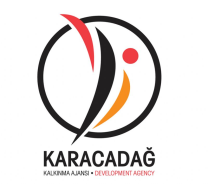 KARACADAĞ
KALKINMA AJANSI • DEVELOPMENT AGENCY